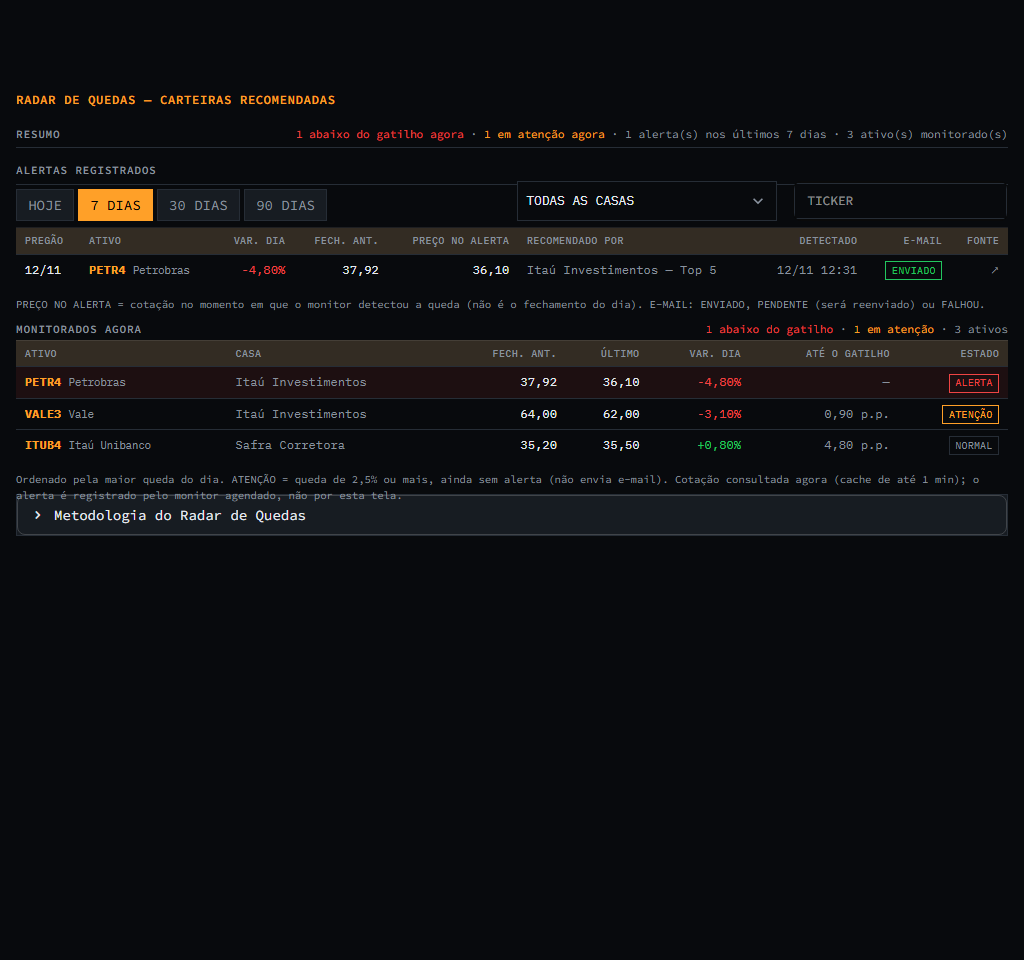 RADAR DE QUEDAS — CARTEIRAS RECOMENDADAS
RESUMO 1 abaixo do gatilho agora · 1 em atenção agora · 1 alerta(s) nos últimos 7 dias · 3 ativo(s) monitorado(s)
ALERTAS REGISTRADOS
HOJE 7 DIAS 30 DIAS 90 DIAS TODAS AS CASAS TICKER
PREGÃO ATIVO VAR. DIA FECH. ANT. PREÇO NO ALERTA RECOMENDADO POR DETECTADO E-MAIL FONTE
12/11 PETR4 Petrobras -4,80% 37,92 36,10 Itaú Investimentos — Top 5 12/11 12:31 ENVIADO ↗
PREÇO NO ALERTA = cotação no momento em que o monitor detectou a queda (não é o fechamento do dia). E-MAIL: ENVIADO, PENDENTE (será reenviado) ou FALHOU.
MONITORADOS AGORA 1 abaixo do gatilho · 1 em atenção · 3 ativos
ATIVO CASA FECH. ANT. ÚLTIMO VAR. DIA ATÉ O GATILHO ESTADO
PETR4 Petrobras Itaú Investimentos 37,92 36,10 -4,80% — ALERTA
VALE3 Vale Itaú Investimentos 64,00 62,00 -3,10% 0,90 p.p. ATENÇÃO
ITUB4 Itaú Unibanco Safra Corretora 35,20 35,50 +0,80% 4,80 p.p. NORMAL
Ordenado pela maior queda do dia. ATENÇÃO = queda de 2,5% ou mais, ainda sem alerta (não envia e-mail). Cotação consultada agora (cache de até 1 min); o
alerta é registrado pelo monitor agendado, não por esta tela.
Metodologia do Radar de Quedas